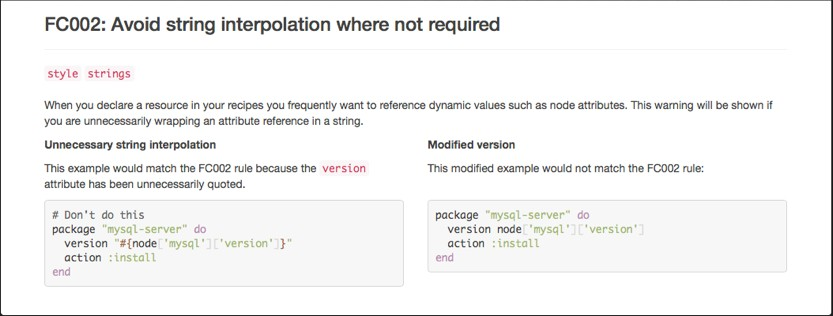 FC002: Avoid string interpolation where not required
style strings
When you declare a resource in your recipes you frequently want to reference dynamic values such as node attributes. This warning will be shown if
you are unnecessarily wrapping an attribute reference in a string.
Unnecessary string interpolation
This example would match the FC002 rule because the version
attribute has been unnecessarily quoted.
# Don't do this
package "mysql-server" do
  version "#{node['mysql']['version']}"
  action :install
end
Modified version
This modified example would not match the FC002 rule:
package "mysql-server" do
  version node['mysql']['version']
  action :install
end